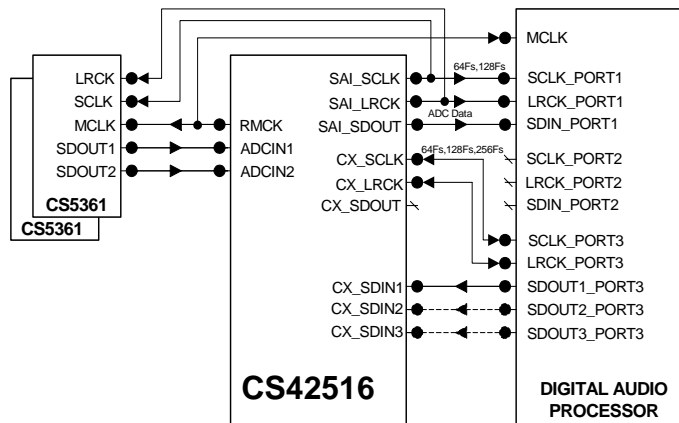 MCLK
LRCK
SCLK
MCLK
SDOUT1
SDOUT2
CS5361
CS5361
RMCK
ADCIN1
ADCIN2
SAI_SCLK
SAI_LRCK
SAI_SDOUT
CX_SCLK
CX_LRCK
CX_SDOUT
CX_SDIN1
CX_SDIN2
CX_SDIN3
CS42516
64Fs,128Fs
ADC Data
64Fs,128Fs,256Fs
SCLK_PORT1
LRCK_PORT1
SDIN_PORT1
SCLK_PORT2
LRCK_PORT2
SDIN_PORT2
SCLK_PORT3
LRCK_PORT3
SDOUT1_PORT3
SDOUT2_PORT3
SDOUT3_PORT3
DIGITAL AUDIO
PROCESSOR